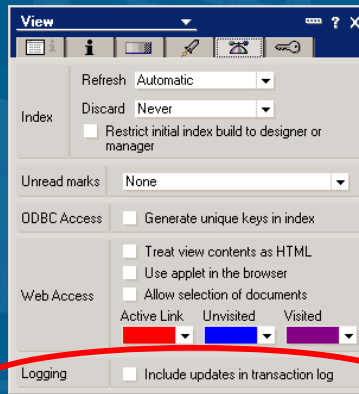 View ? X
i i
Refresh Automatic
Index Discard Never
Restrict initial index build to designer or
manager
Unread marks None
ODBC Access Generate unique keys in index
Treat view contents as HTML
Use applet in the browser
Web Access Allow selection of documents
Active Link Unvisited Visited
Logging Include updates in transaction log